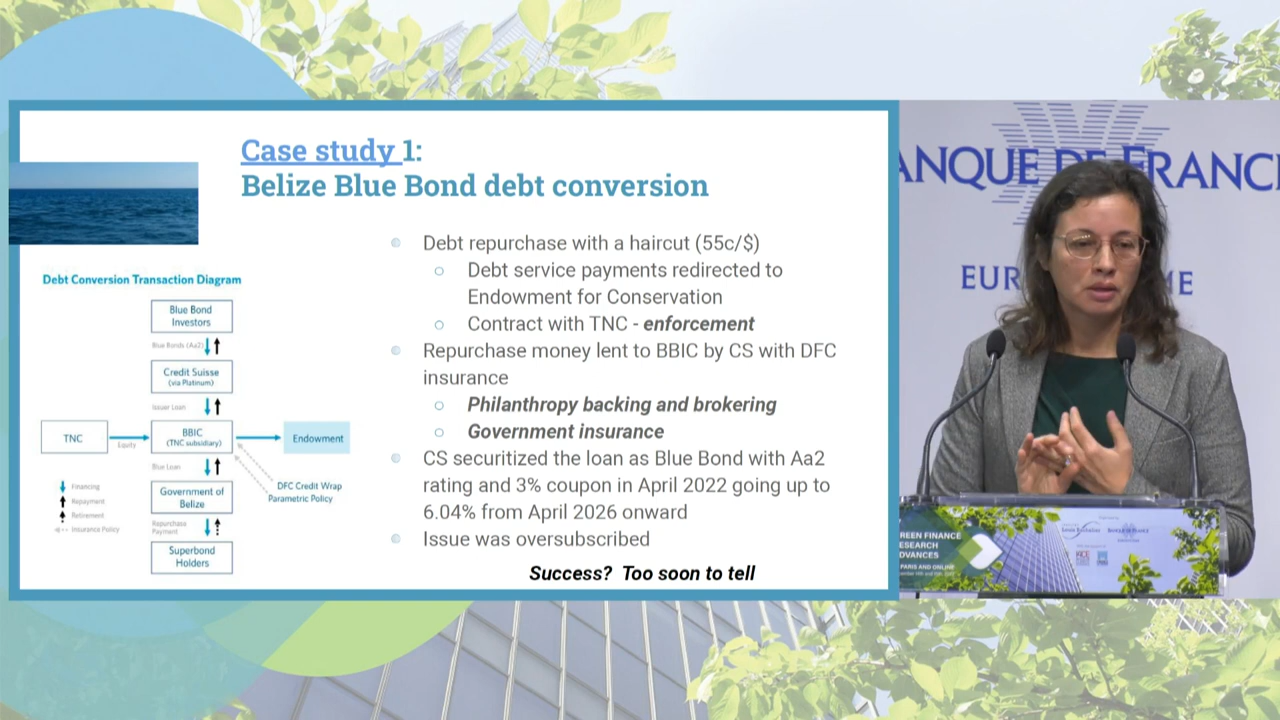 Case study 1:
Belize Blue Bond debt conversion
Debt repurchase with a haircut (55c/$)
Debt service payments redirected to
Endowment for Conservation
Contract with TNC - enforcement
Repurchase money lent to BBIC by CS with DFC
insurance
Philanthropy backing and brokering
Government insurance
CS securitized the loan as Blue Bond with Aa2
rating and 3% coupon in April 2022 going up to
6.04% from April 2026 onward
Issue was oversubscribed
Success? Too soon to tell
Debt Conversion Transaction Diagram
Blue Bond
Investors
Blue Bonds (Aa2)
Credit Suisse
(via Platinum)
Issuer Loan
TNC
Equity
BBIC
(TNC subsidiary)
Endowment
Blue Loan
DFC Credit Wrap
Parametric Policy
Government of
Belize
Repurchase
Payment
Superbond
Holders
Financing
Repayment
Retirement
Insurance Policy
ANQUE DE FRANC
EUR
ME
REEN FINANCE
ESEARCH
DVANCES
PARIS AND ONLINE